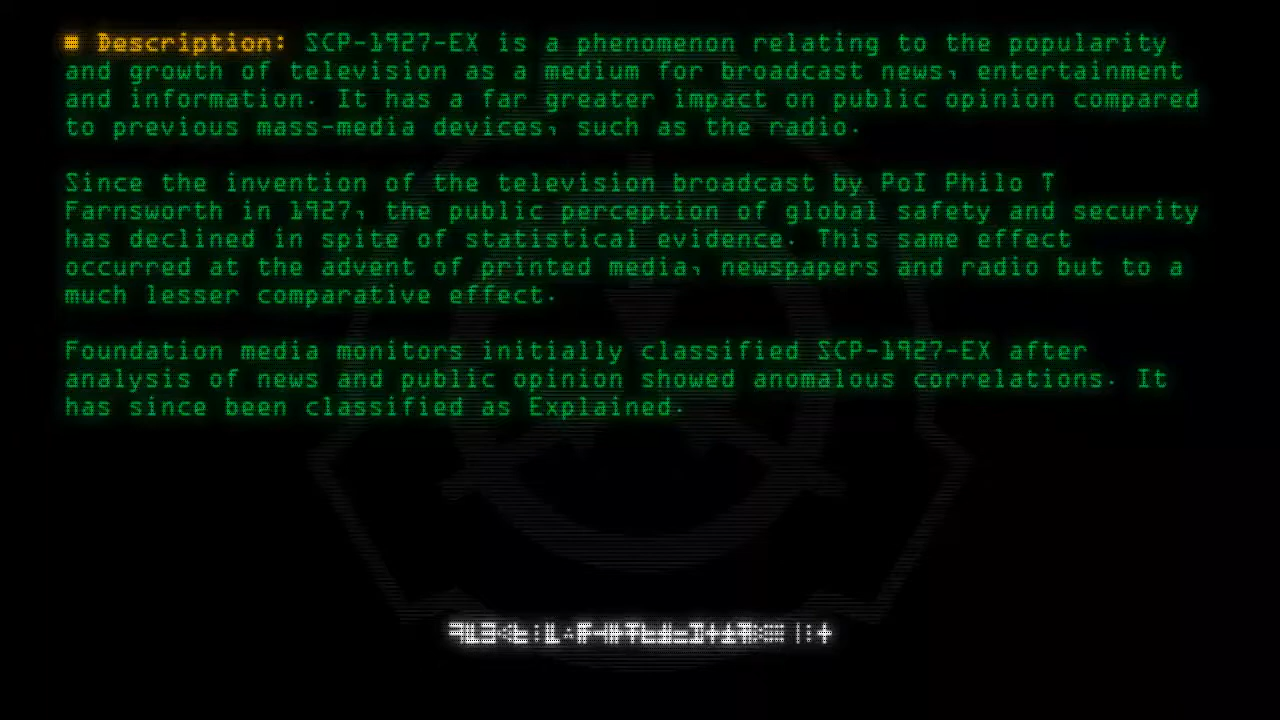 ■ Description: SCP-1927-EX is a phenomenon relating to the popularity
and growth of television as a medium for broadcast news, entertainment
and information. It has a far greater impact on public opinion compared
to previous mass-media devices, such as the radio.
Since the invention of the television broadcast by PoI Philo T
Farnsworth in 1927, the public perception of global safety and security
has declined in spite of statistical evidence. This same effect
occurred at the advent of printed media, newspapers and radio but to a
much lesser comparative effect.
Foundation media monitors initially classified SCP-1927-EX after
analysis of news and public opinion showed anomalous correlations. It
has since been classified as Explained.